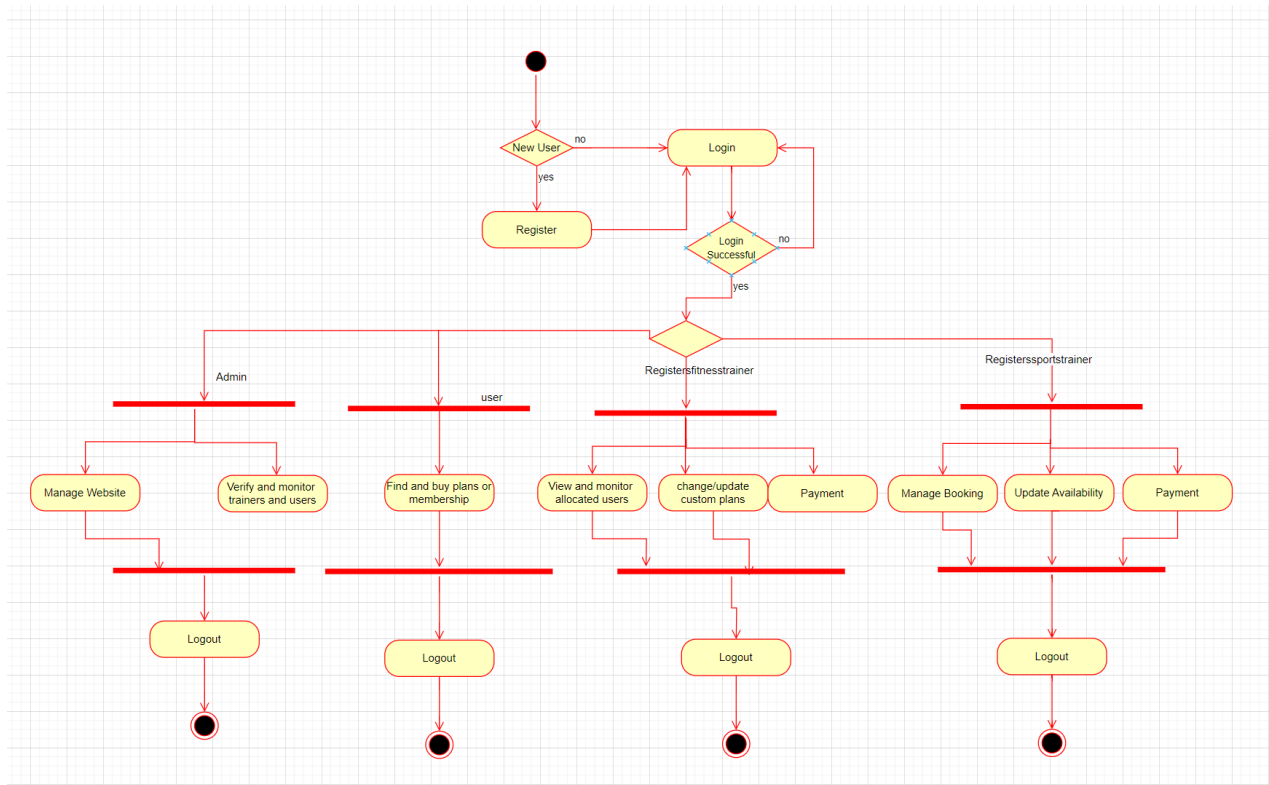 no
New User
Login
yes
Register
Login
Successful
no
yes
Registerssportstrainer
Registersfitnesstrainer
Admin
user
Manage Website
Verify and monitor
trainers and users
Find and buy plans or
membership
View and monitor
allocated users
change/update
custom plans
Payment
Manage Booking
Update Availability
Payment
Logout
Logout
Logout
Logout